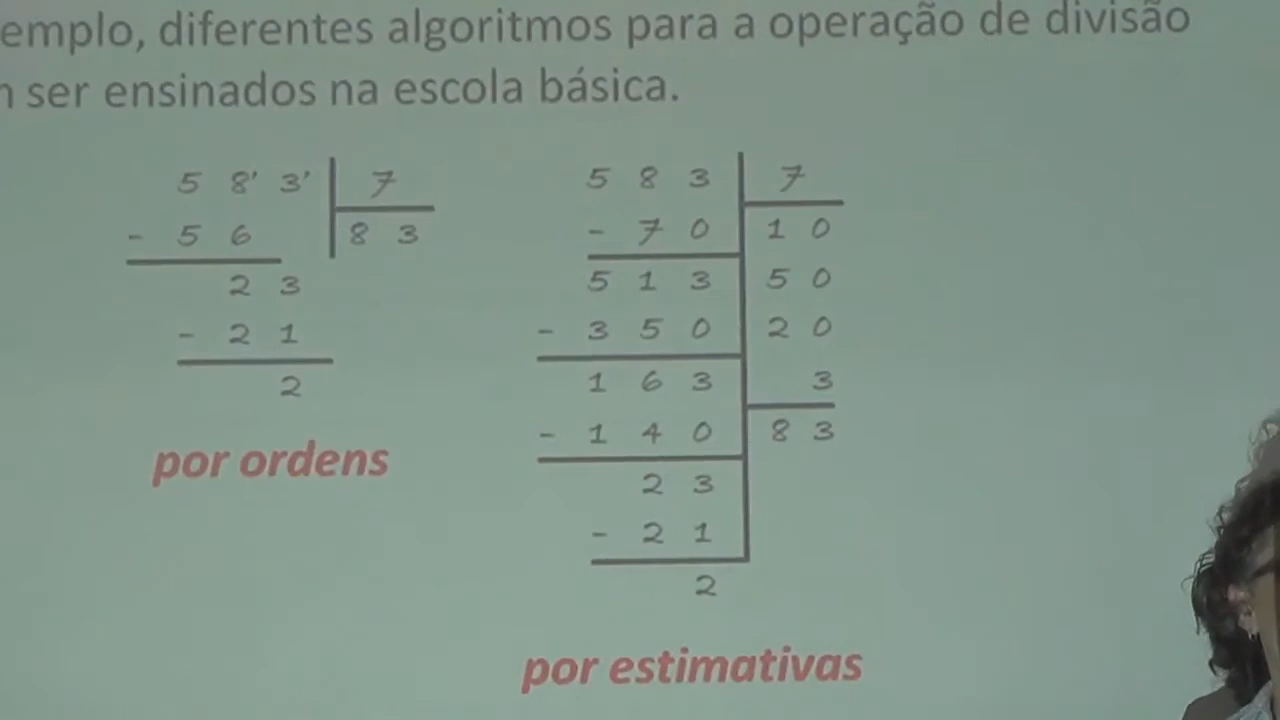 emplo, diferentes algoritmos para a operação de divisão
ser ensinados na escola básica.
5 8' 3' 7
- 5 6 8 3
2 3
- 2 1
2
por ordens
5 8 3 7
- 7 0 1 0
5 1 3 5 0
- 3 5 0 2 0
1 6 3 3
- 1 4 0 8 3
2 3
- 2 1
2
por estimativas